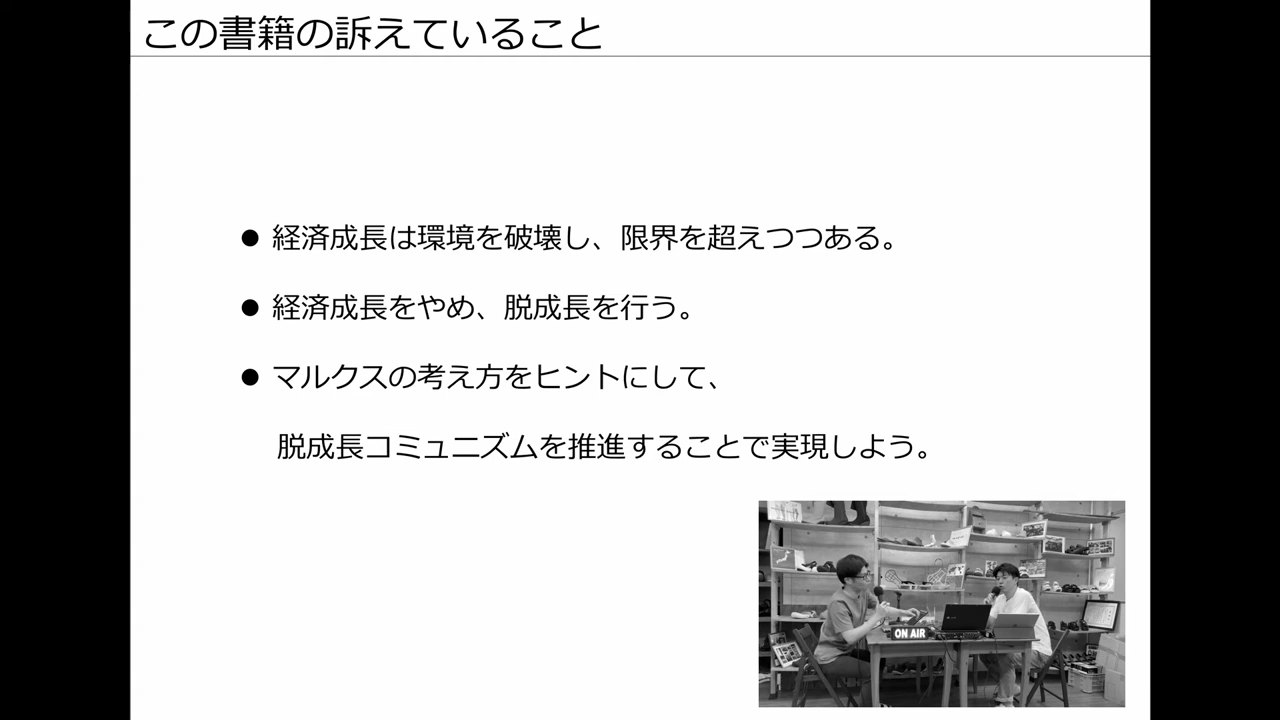 この書籍の訴えていること
● 経済成長は環境を破壊し、限界を超えつつある。
● 経済成長をやめ、脱成長を行う。
● マルクスの考え方をヒントにして、
脱成長コミュニズムを推進することで実現しよう。
ON AIR